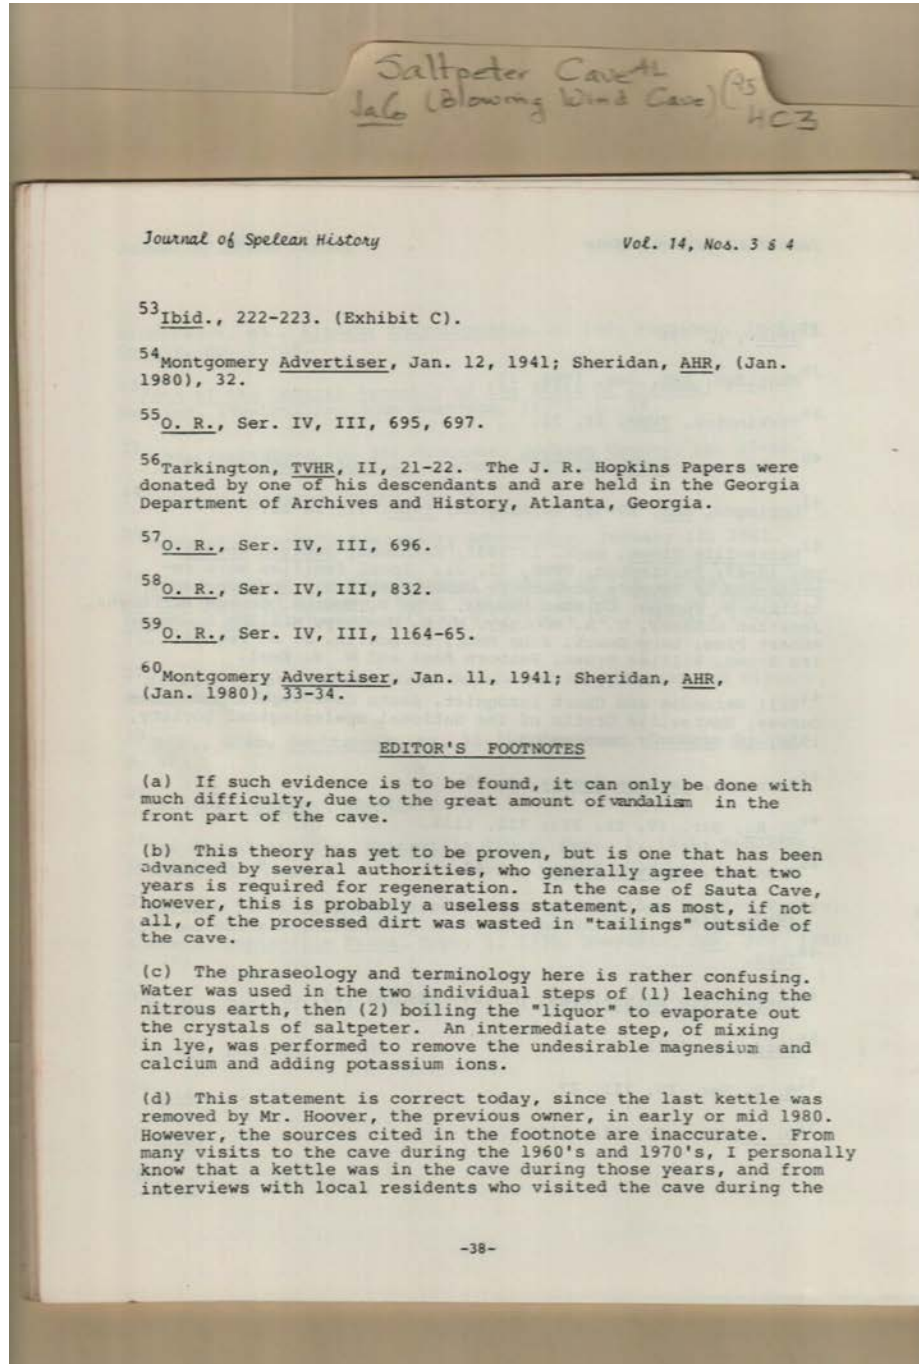 Saltpeter Cave AL
JaCo (Blowing Wind Cave)
4C3
Journal of Spelean History Vol. 14, Nos. 3 & 4
53Ibid., 222-223. (Exhibit C).
54Montgomery Advertiser, Jan. 12, 1941; Sheridan, AHR, (Jan.
1980), 32.
55O. R., Ser. IV, III, 695, 697.
56Tarkington, TVHR, II, 21-22. The J. R. Hopkins Papers were
donated by one of his descendants and are held in the Georgia
Department of Archives and History, Atlanta, Georgia.
57O. R., Ser. IV, III, 696.
58O. R., Ser. IV, III, 832.
59O. R., Ser. IV, III, 1164-65.
60Montgomery Advertiser, Jan. 11, 1941; Sheridan, AHR,
(Jan. 1980), 33-34.
EDITOR'S FOOTNOTES
(a) If such evidence is to be found, it can only be done with
much difficulty, due to the great amount of vandalism in the
front part of the cave.
(b) This theory has yet to be proven, but is one that has been
advanced by several authorities, who generally agree that two
years is required for regeneration. In the case of Sauta Cave,
however, this is probably a useless statement, as most, if not
all, of the processed dirt was wasted in "tailings" outside of
the cave.
(c) The phraseology and terminology here is rather confusing.
Water was used in the two individual steps of (1) leaching the
nitrous earth, then (2) boiling the "liquor" to evaporate out
the crystals of saltpeter. An intermediate step, of mixing
in lye, was performed to remove the undesirable magnesium and
calcium and adding potassium ions.
(d) This statement is correct today, since the last kettle was
removed by Mr. Hoover, the previous owner, in early or mid 1980.
However, the sources cited in the footnote are inaccurate. From
many visits to the cave during the 1960's and 1970's, I personally
know that a kettle was in the cave during those years, and from
interviews with local residents who visited the cave during the
-38-